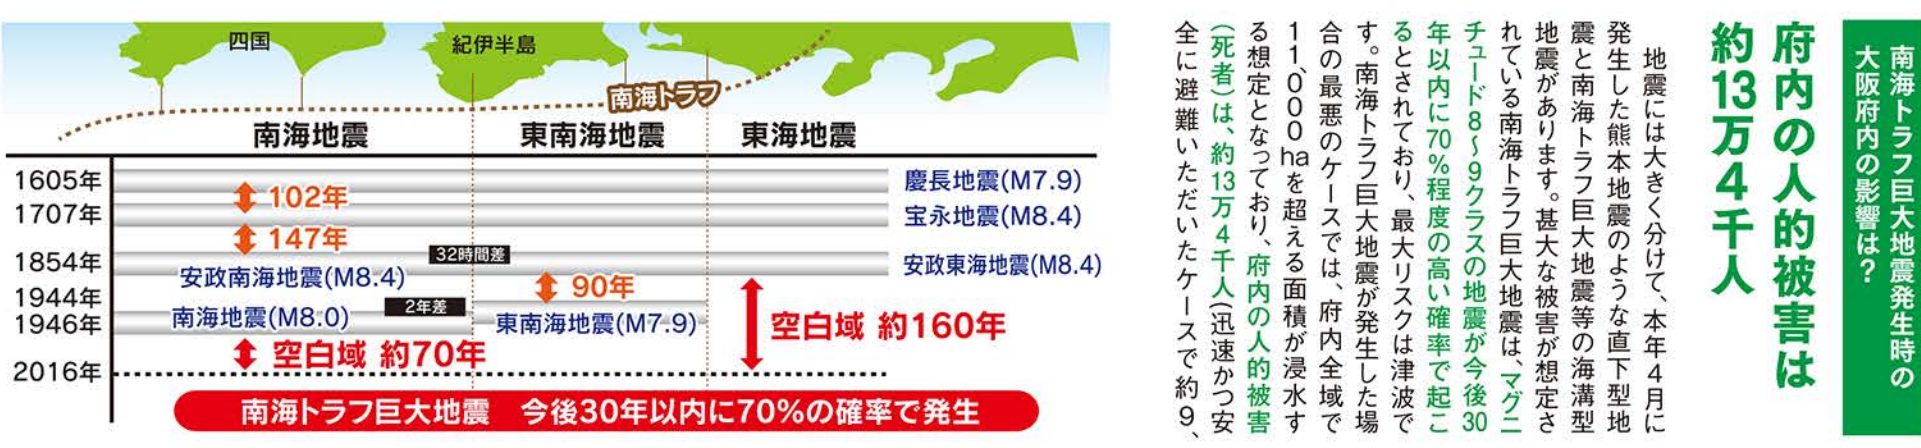 四国
紀伊半島
南海トラフ
南海地震
東南海地震
東海地震
1605年
慶長地震(M7.9)
102年
1707年
宝永地震(M8.4)
147年
1854年
32時間差
安政南海地震(M8.4)
安政東海地震(M8.4)
90年
1944年
2年差
1946年
南海地震(M8.0)
東南海地震(M7.9)
空白域 約160年
空白域 約70年
2016年
南海トラフ巨大地震 今後30年以内に70%の確率で発生
南海トラフ巨大地震発生時の
大阪府内の影響は?
府内の人的被害は
約13万4千人
地震には大きく分けて、本年4月に
発生した熊本地震のような直下型地
震と南海トラフ巨大地震等の海溝型
地震があります。甚大な被害が想定さ
れている南海トラフ巨大地震は、マグニ
チュード8〜9クラスの地震が今後30
年以内に70%程度の高い確率で起こ
るとされており、最大リスクは津波で
す。南海トラフ巨大地震が発生した場
合の最悪のケースでは、府内全域で
11,000haを超える面積が浸水す
る想定となっており、府内の人的被害
(死者)は、約13万4千人(迅速かつ安
全に避難いただいたケースで約9、